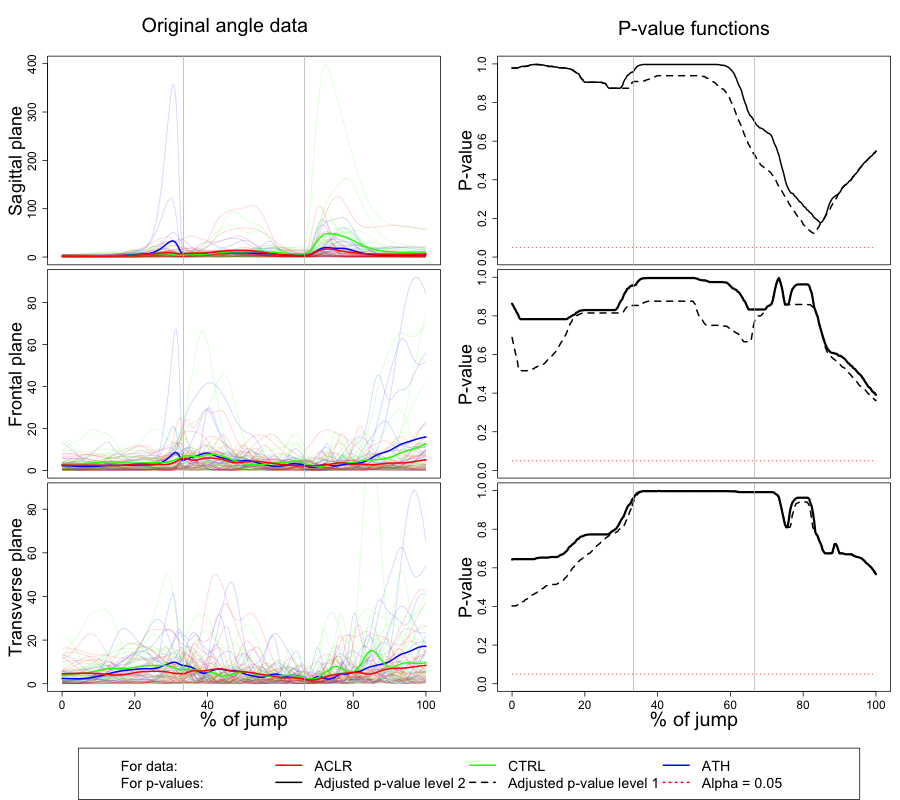 Original angle data
P-value functions
Sagittal plane
0 100 200 300 400
P-value
0.0 0.2 0.4 0.6 0.8 1.0
Frontal plane
0 20 40 60 80
P-value
0.0 0.2 0.4 0.6 0.8 1.0
Transverse plane
0 20 40 60 80
P-value
0.0 0.2 0.4 0.6 0.8 1.0
0 20 40 60 80 100
0 20 40 60 80 100
% of jump
% of jump
For data: ACLR CTRL ATH
For p-values: Adjusted p-value level 2 Adjusted p-value level 1 Alpha = 0.05